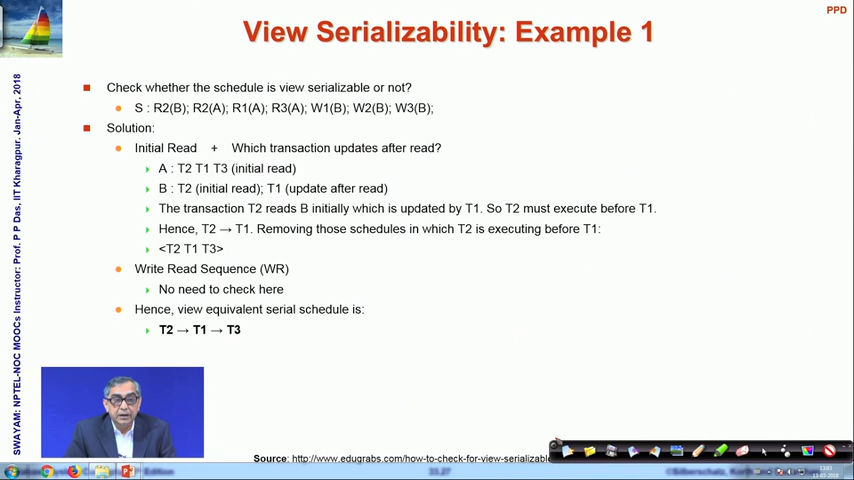 PPD
View Serializability: Example 1
Check whether the schedule is view serializable or not?
S : R2(B); R2(A); R1(A); R3(A); W1(B); W2(B); W3(B);
Solution:
Initial Read + Which transaction updates after read?
A : T2 T1 T3 (initial read)
B : T2 (initial read); T1 (update after read)
The transaction T2 reads B initially which is updated by T1. So T2 must execute before T1.
Hence, T2 → T1. Removing those schedules in which T2 is executing before T1:
<T2 T1 T3>
Write Read Sequence (WR)
No need to check here
Hence, view equivalent serial schedule is:
T2 → T1 → T3
SWAYAM: NPTEL-NOC MOOCs Instructor: Prof. P P Das, IIT Kharagpur. Jan-Apr, 2018
Source: http://www.edugrabs.com/how-to-check-for-view-serializable
Edition
33.27
©Silberschatz,